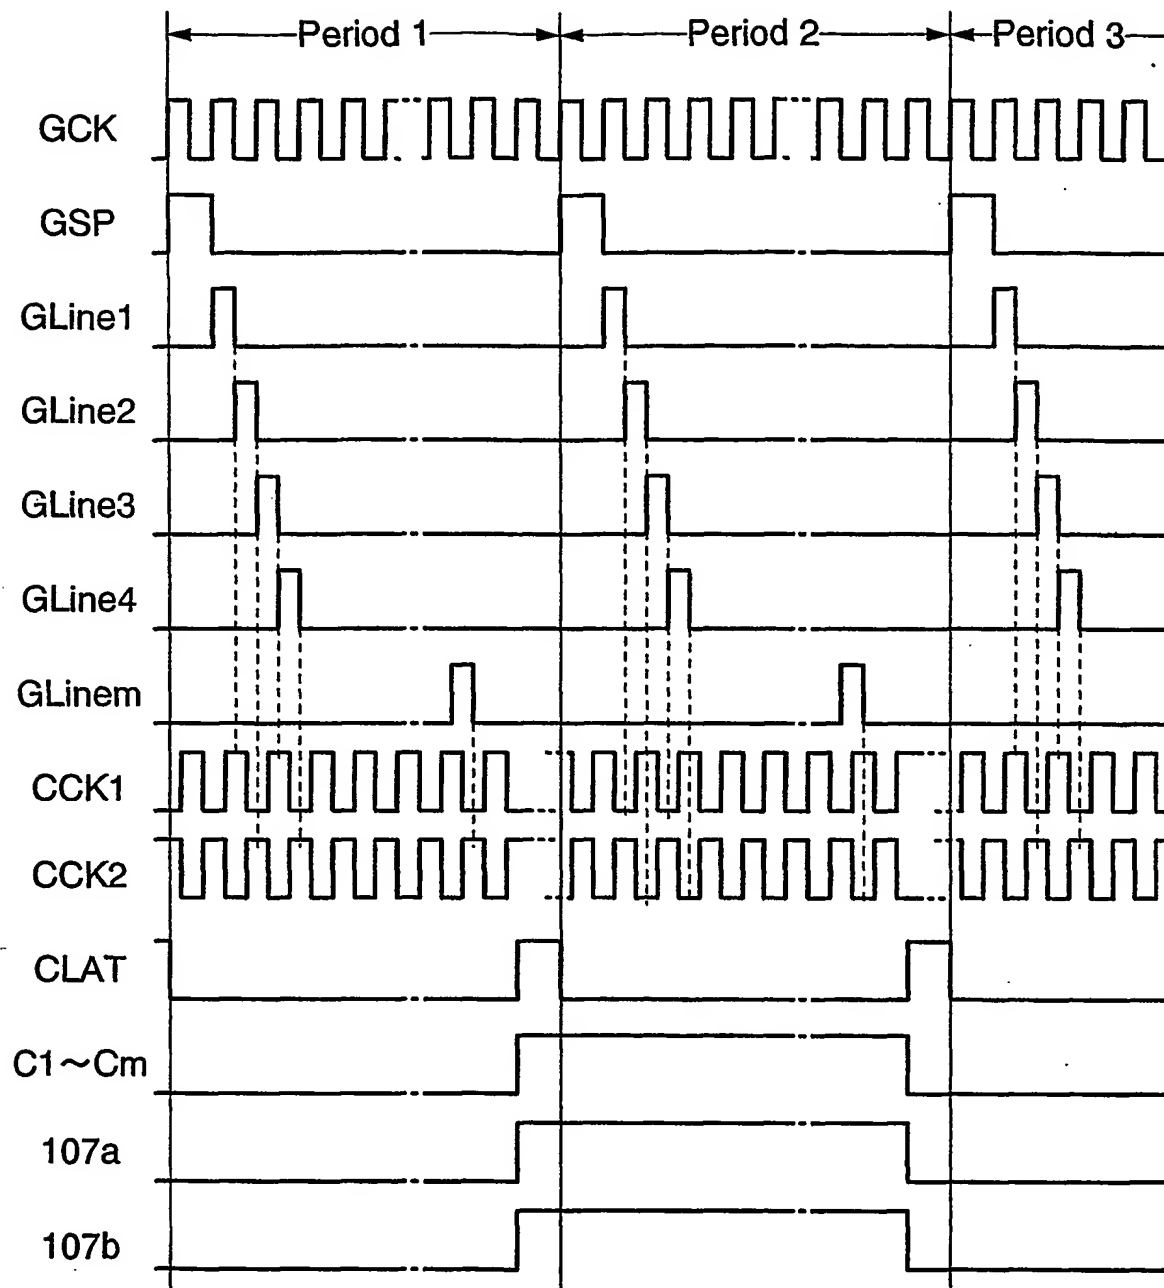 Period 1 Period 2 Period 3
GCK
GSP
GLine1
GLine2
GLine3
GLine4
GLinem
CCK1
CCK2
CLAT
C1~Cm
107a
107b